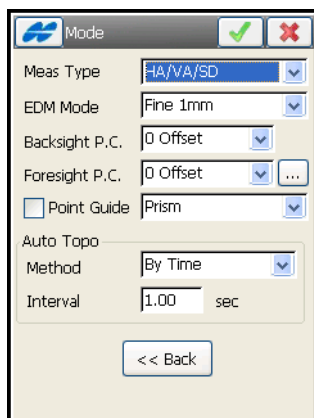 Mode
Meas Type HA/VA/SD
EDM Mode Fine 1mm
Backsight P.C. 0 Offset
Foresight P.C. 0 Offset ...
Point Guide Prism
Auto Topo
Method By Time
Interval 1.00 sec
<< Back